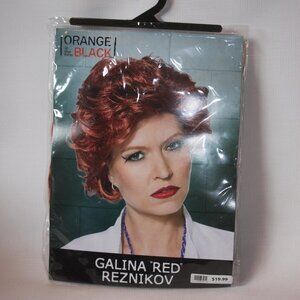 ORANGE
IS THE NEW
BLACK
GALINA 'RED'
REZNIKOV
$19.99